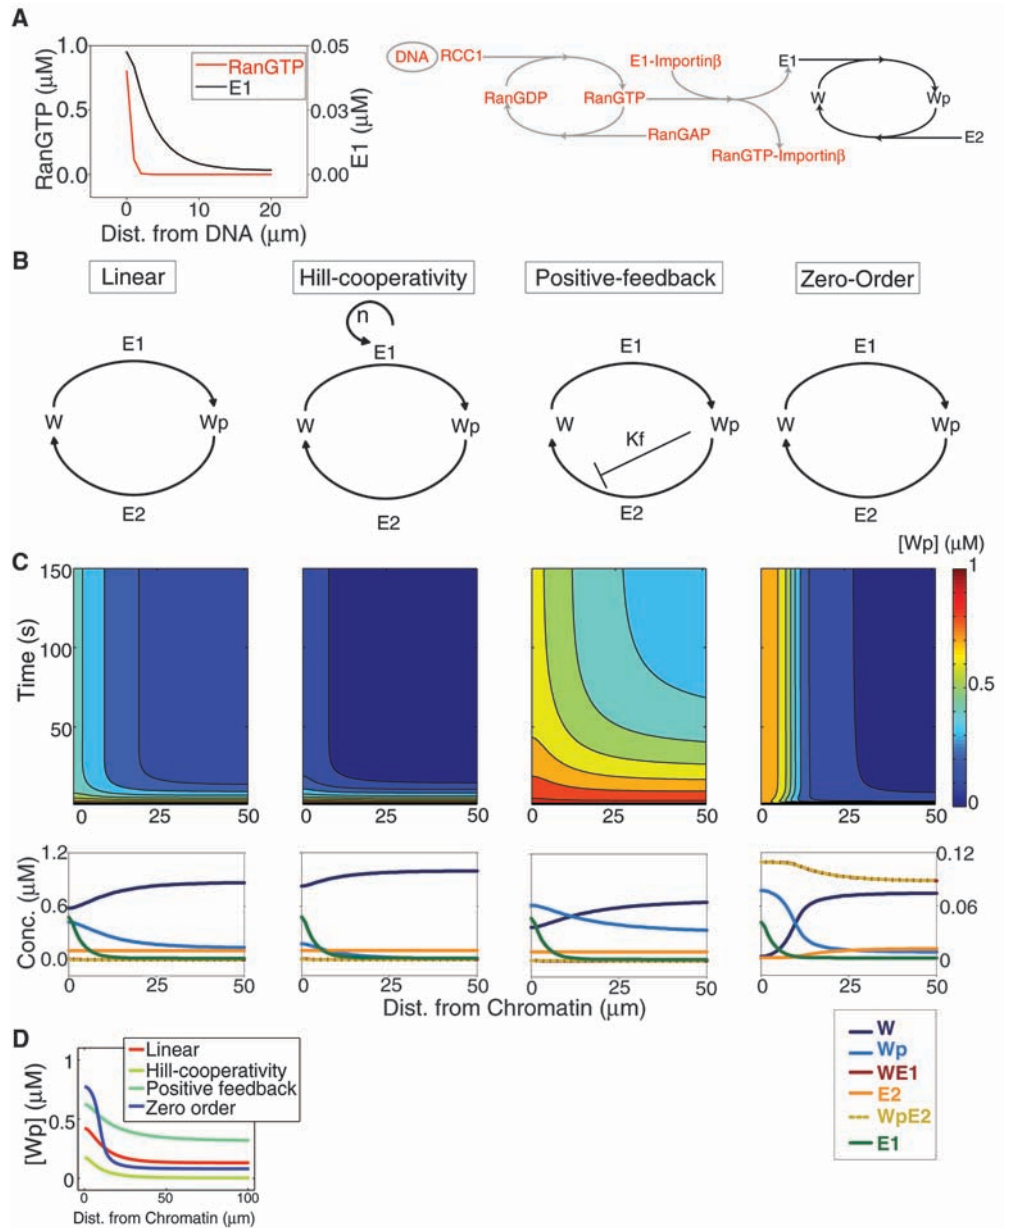 A
RanGTP (µM)
1.0
0.5
0.0
RanGTP
E1
0.05
0.03
0.00
E1 (µM)
0 10 20
Dist. from DNA (µm)
DNA RCC1
RanGDP RanGTP
RanGAP
E1-Importinβ
RanGTP-Importinβ
E1
W Wp
E2
B
Linear Hill-cooperativity Positive-feedback Zero-Order
n
E1 E1 E1 E1
W Wp W Wp W Wp W Wp
Kf
E2 E2 E2 E2
C
[Wp] (µM)
Time (s)
150
100
50
0 25 50 0 25 50 0 25 50 0 25 50
1
0.5
0
Conc. (µM)
1.2
0.6
0.0
0.12
0.06
0
0 25 50 0 25 50 0 25 50 0 25 50
Dist. from Chromatin (µm)
D
[Wp] (µM)
1
0.5
0
Linear
Hill-cooperativity
Positive feedback
Zero order
0 50 100
Dist. from Chromatin (µm)
W
Wp
WE1
E2
WpE2
E1